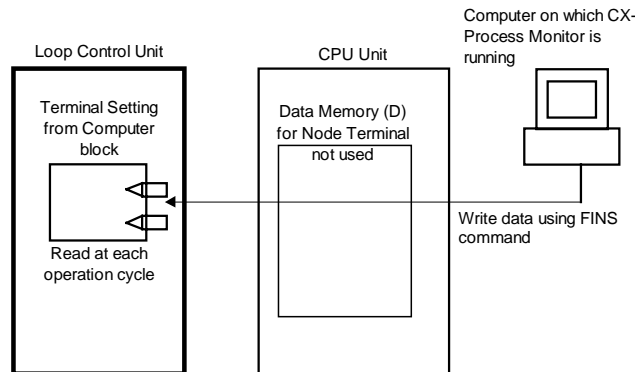 Computer on which CX-
Process Monitor is
running
Loop Control Unit
CPU Unit
Terminal Setting
from Computer
block
Data Memory (D)
for Node Terminal
not used
Write data using FINS
command
Read at each
operation cycle